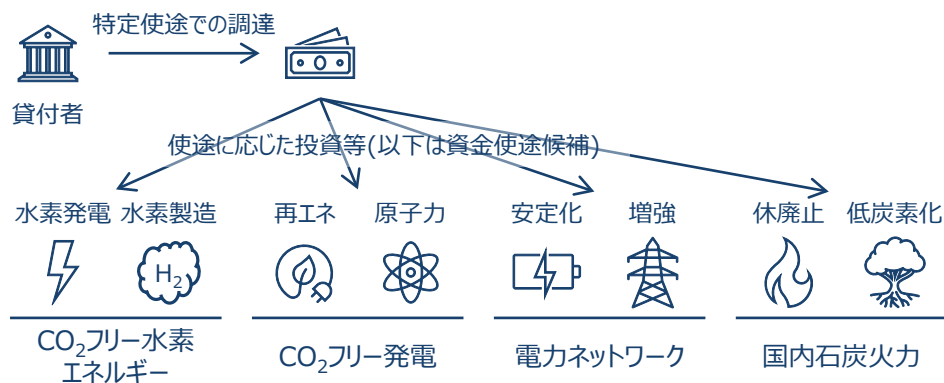 特定使途での調達
貸付者
使途に応じた投資等(以下は資金使途候補)
水素発電 水素製造 再エネ 原子力 安定化 増強 休廃止 低炭素化
H₂
CO₂フリー水素
エネルギー
CO₂フリー発電
電力ネットワーク
国内石炭火力